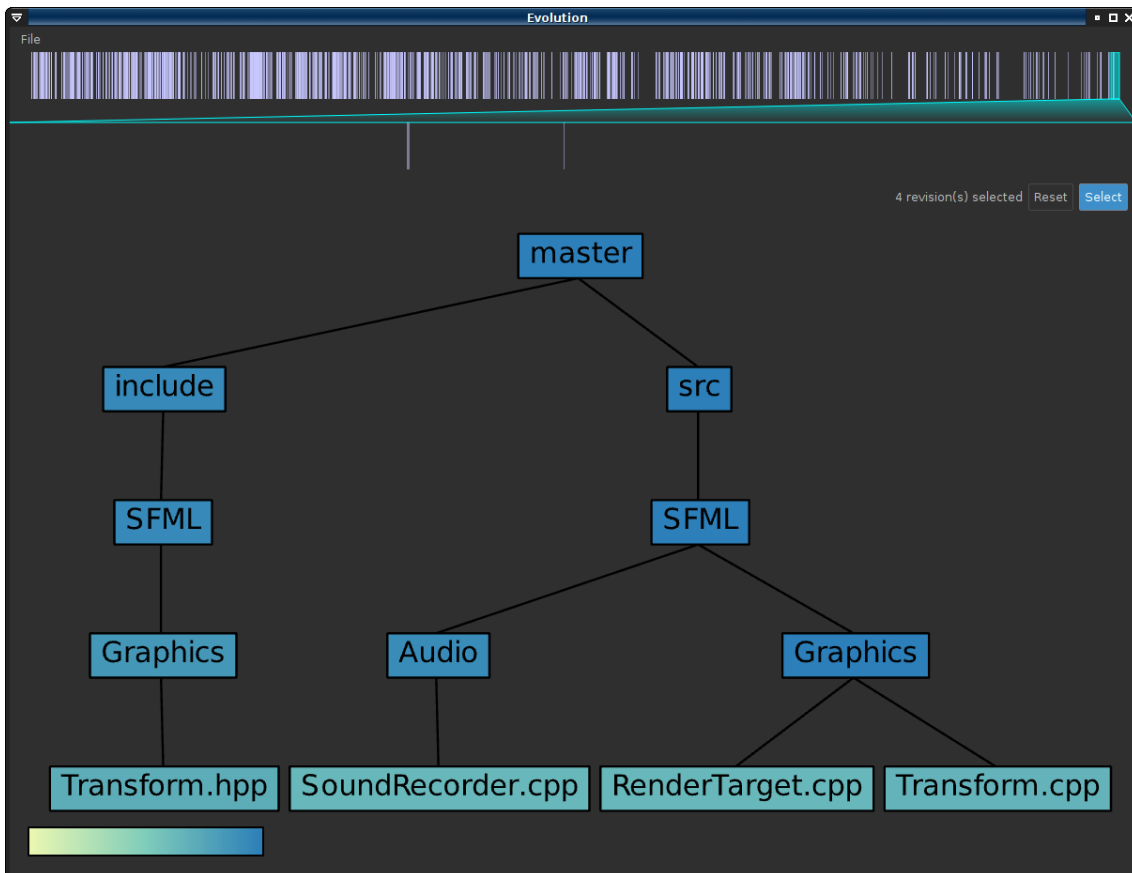 Evolution
File
4 revision(s) selected Reset Select
master
include src
SFML SFML
Graphics Audio Graphics
Transform.hpp SoundRecorder.cpp RenderTarget.cpp Transform.cpp